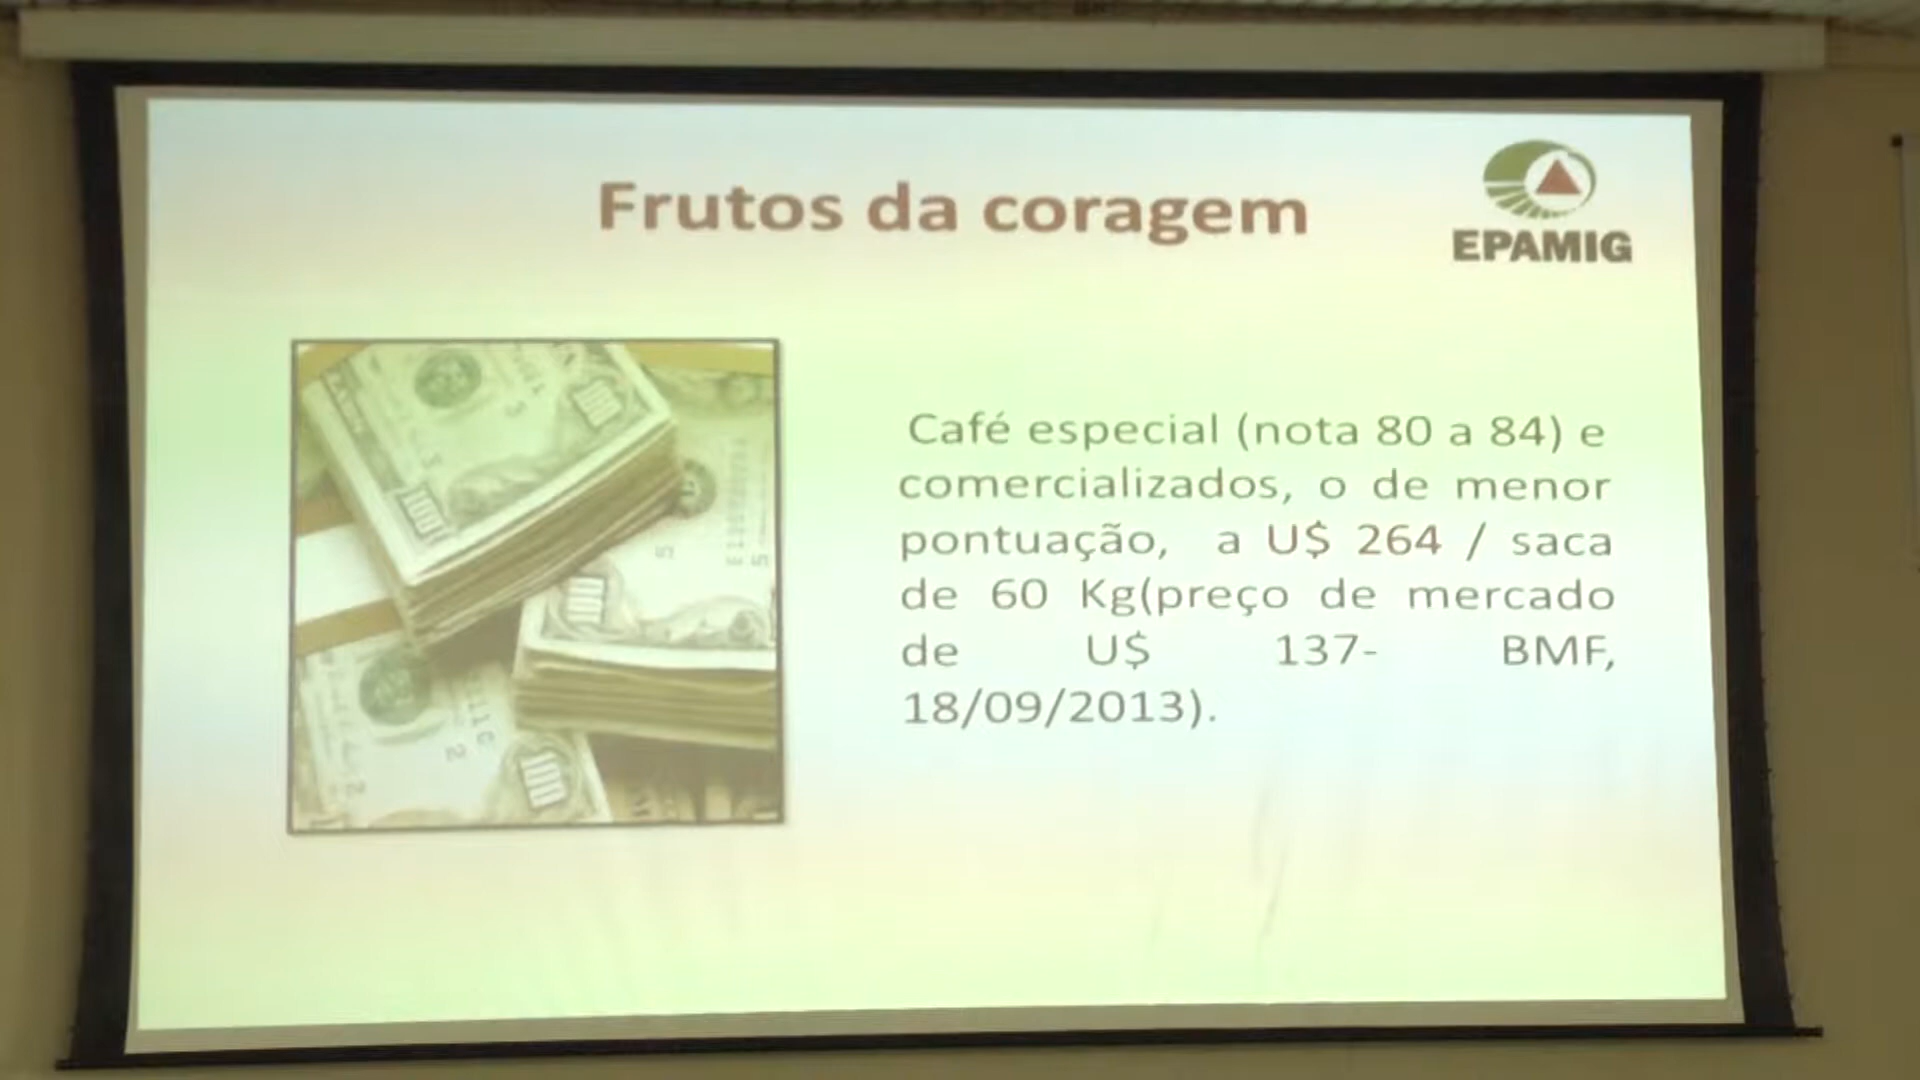 Frutos da coragem
EPAMIG
Café especial (nota 80 a 84) e
comercializados, o de menor
pontuação, a U$ 264 / saca
de 60 Kg(preço de mercado
de U$ 137- BMF,
18/09/2013).